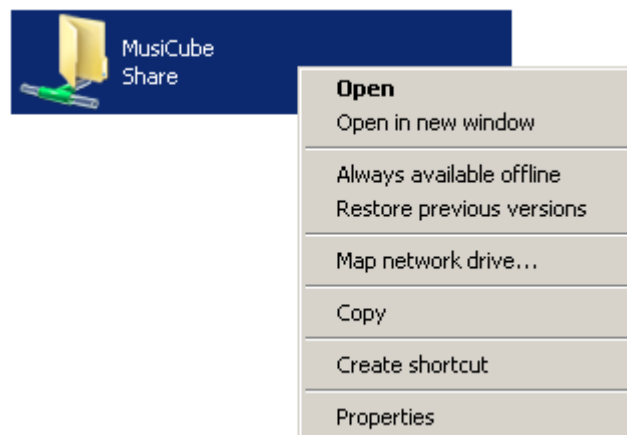 MusiCube
Share
Open
Open in new window
Always available offline
Restore previous versions
Map network drive...
Copy
Create shortcut
Properties